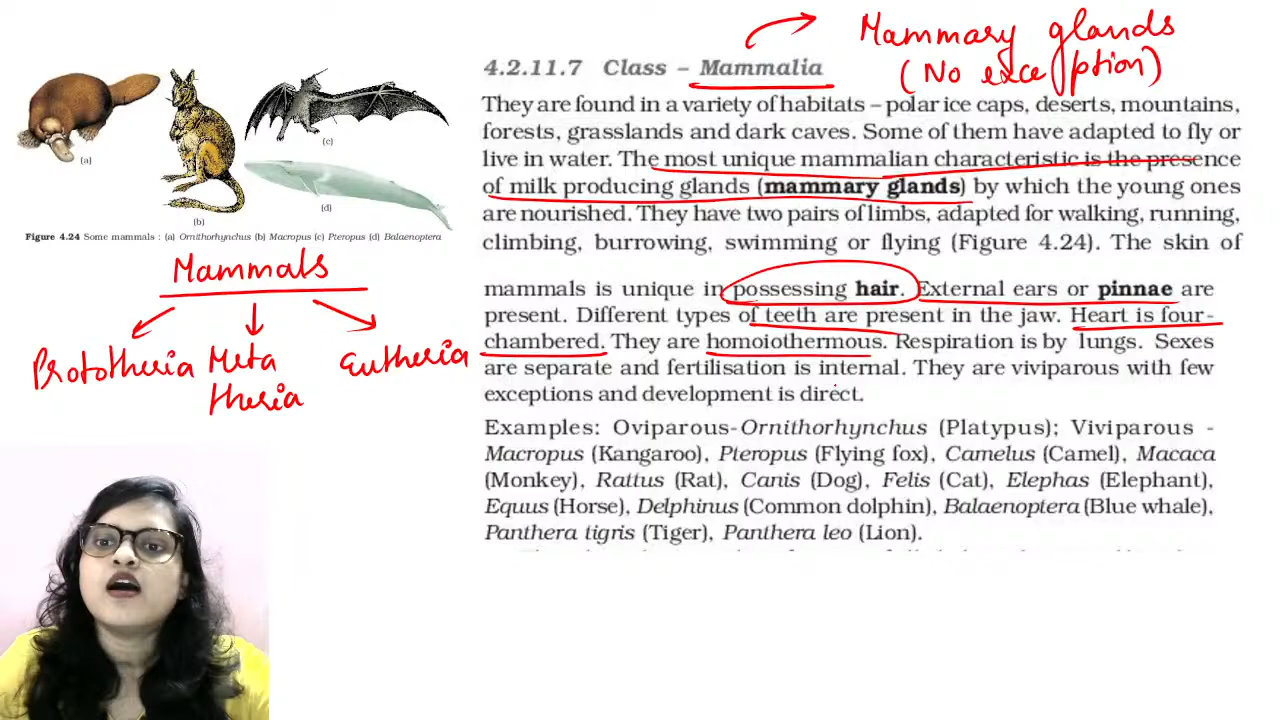 Mammary glands
(No exception)
4.2.11.7 Class – Mammalia
They are found in a variety of habitats – polar ice caps, deserts, mountains,
forests, grasslands and dark caves. Some of them have adapted to fly or
live in water. The most unique mammalian characteristic is the presence
of milk producing glands (mammary glands) by which the young ones
are nourished. They have two pairs of limbs, adapted for walking, running,
climbing, burrowing, swimming or flying (Figure 4.24). The skin of
mammals is unique in possessing hair. External ears or pinnae are
present. Different types of teeth are present in the jaw. Heart is four-
chambered. They are homoiothermous. Respiration is by lungs. Sexes
are separate and fertilisation is internal. They are viviparous with few
exceptions and development is direct.
Examples: Oviparous-Ornithorhynchus (Platypus); Viviparous -
Macropus (Kangaroo), Pteropus (Flying fox), Camelus (Camel), Macaca
(Monkey), Rattus (Rat), Canis (Dog), Felis (Cat), Elephas (Elephant),
Equus (Horse), Delphinus (Common dolphin), Balaenoptera (Blue whale),
Panthera tigris (Tiger), Panthera leo (Lion).
(a)
(b)
(c)
(d)
Figure 4.24 Some mammals : (a) Ornithorhynchus (b) Macropus (c) Pteropus (d) Balaenoptera
Mammals
Prototheria Meta Eutheria
theria